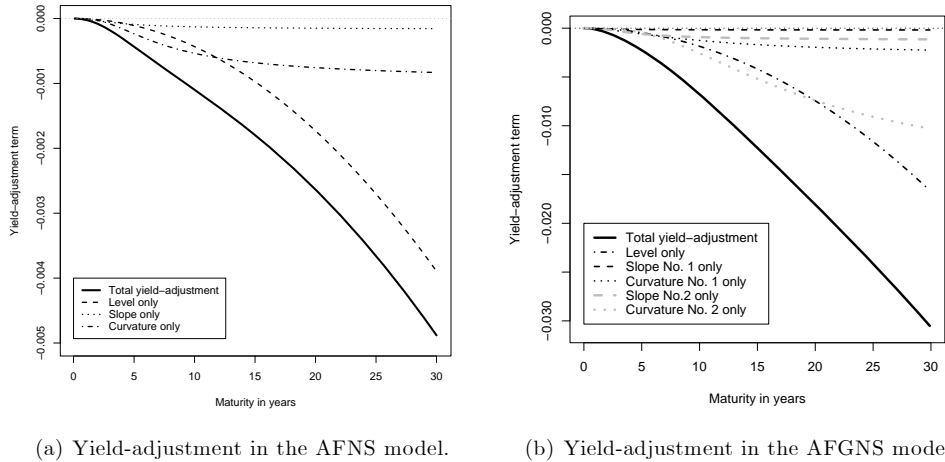 0.000
−0.001
−0.002
−0.003
−0.004
−0.005
Yield−adjustment term
Total yield−adjustment
Level only
Slope only
Curvature only
0 5 10 15 20 25 30
Maturity in years
(a) Yield-adjustment in the AFNS model.
0.000
−0.010
−0.020
−0.030
Yield−adjustment term
Total yield−adjustment
Level only
Slope No. 1 only
Curvature No. 1 only
Slope No.2 only
Curvature No. 2 only
0 5 10 15 20 25 30
Maturity in years
(b) Yield-adjustment in the AFGNS mode